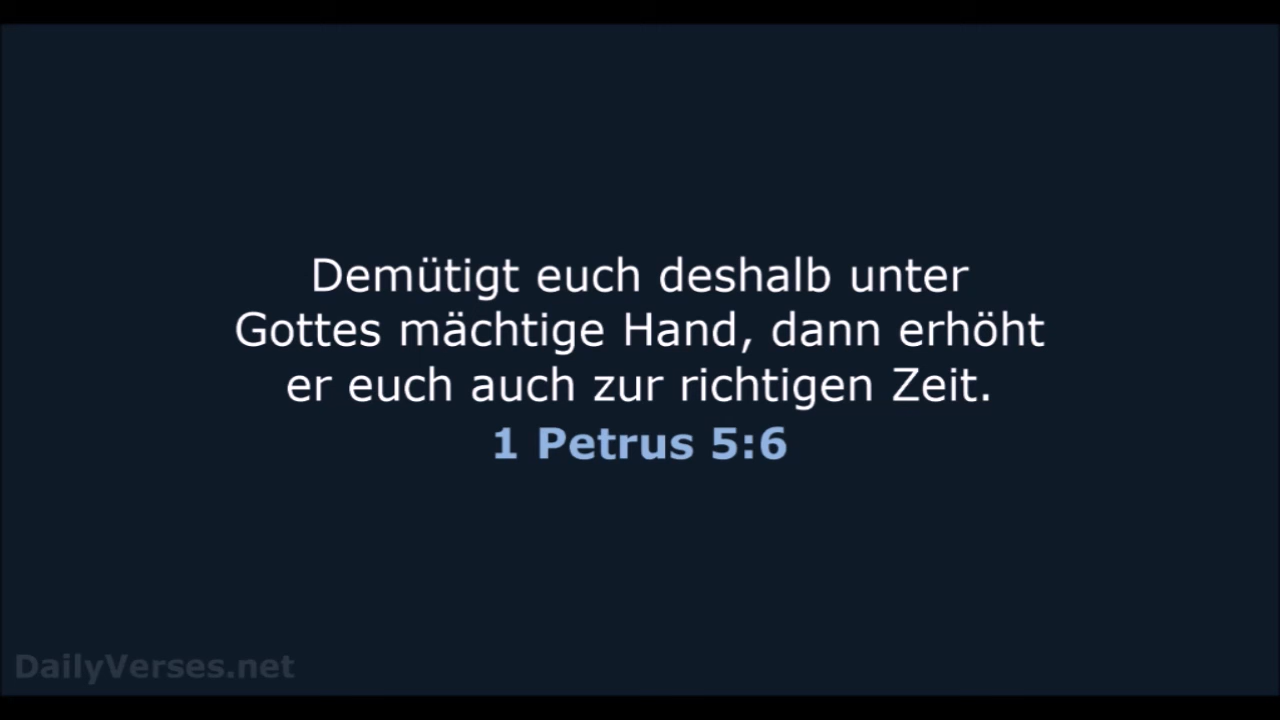 Demütigt euch deshalb unter
Gottes mächtige Hand, dann erhöht
er euch auch zur richtigen Zeit.
1 Petrus 5:6
DailyVerses.net